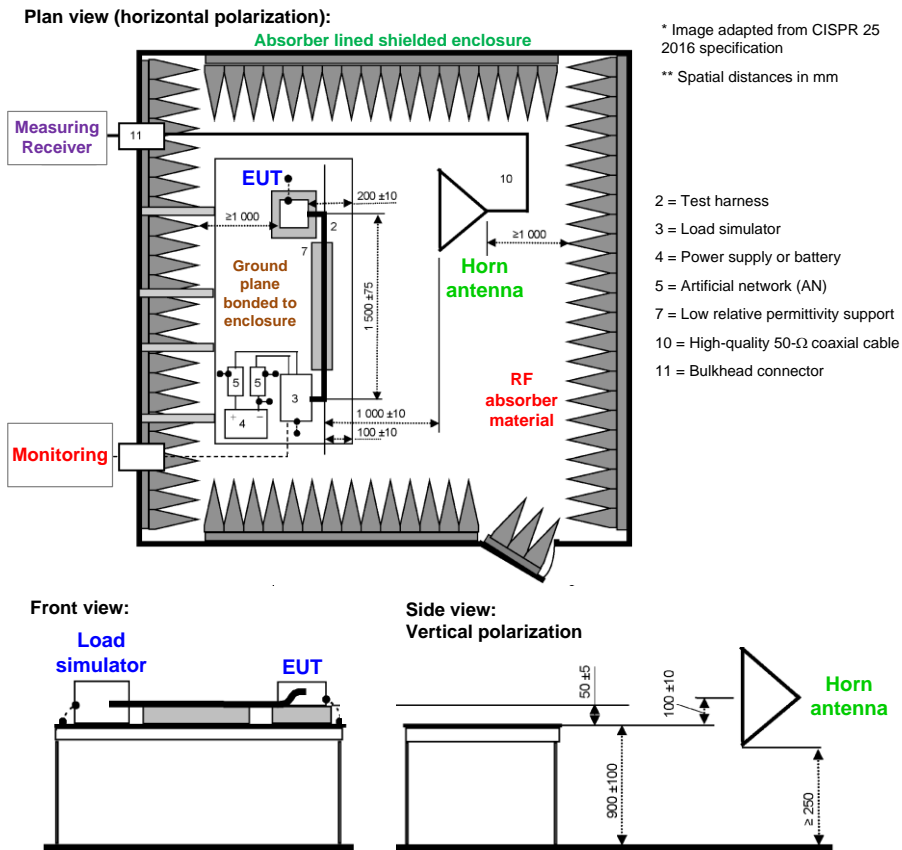 Plan view (horizontal polarization):
Absorber lined shielded enclosure
* Image adapted from CISPR 25
2016 specification
** Spatial distances in mm
Measuring
Receiver
11
EUT
200 ±10
10
≥1 000
2
7
≥1 000
Horn
antenna
Ground
plane
bonded to
enclosure
1 500 ±75
2 = Test harness
3 = Load simulator
4 = Power supply or battery
5 = Artificial network (AN)
7 = Low relative permittivity support
10 = High-quality 50-Ω coaxial cable
11 = Bulkhead connector
5
5
3
+ −
4
RF
absorber
material
1 000 ±10
100 ±10
Monitoring
Front view:
Load
simulator
EUT
Side view:
Vertical polarization
50 ±5
100 ±10
Horn
antenna
900 ±100
≥ 250